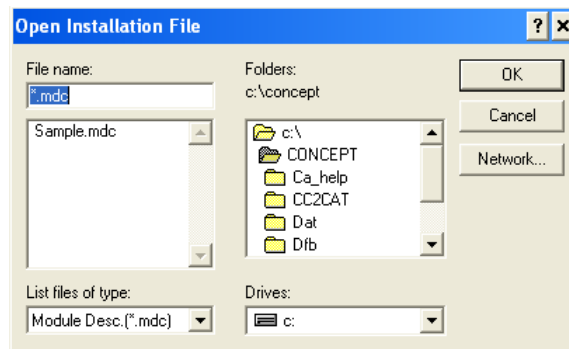 Open Installation File
File name:
*.mdc
Sample.mdc
List files of type:
Module Desc.(*.mdc)
Folders:
c:\concept
c:\
CONCEPT
Ca_help
CC2CAT
Dat
Dfb
Drives:
c:
OK
Cancel
Network...